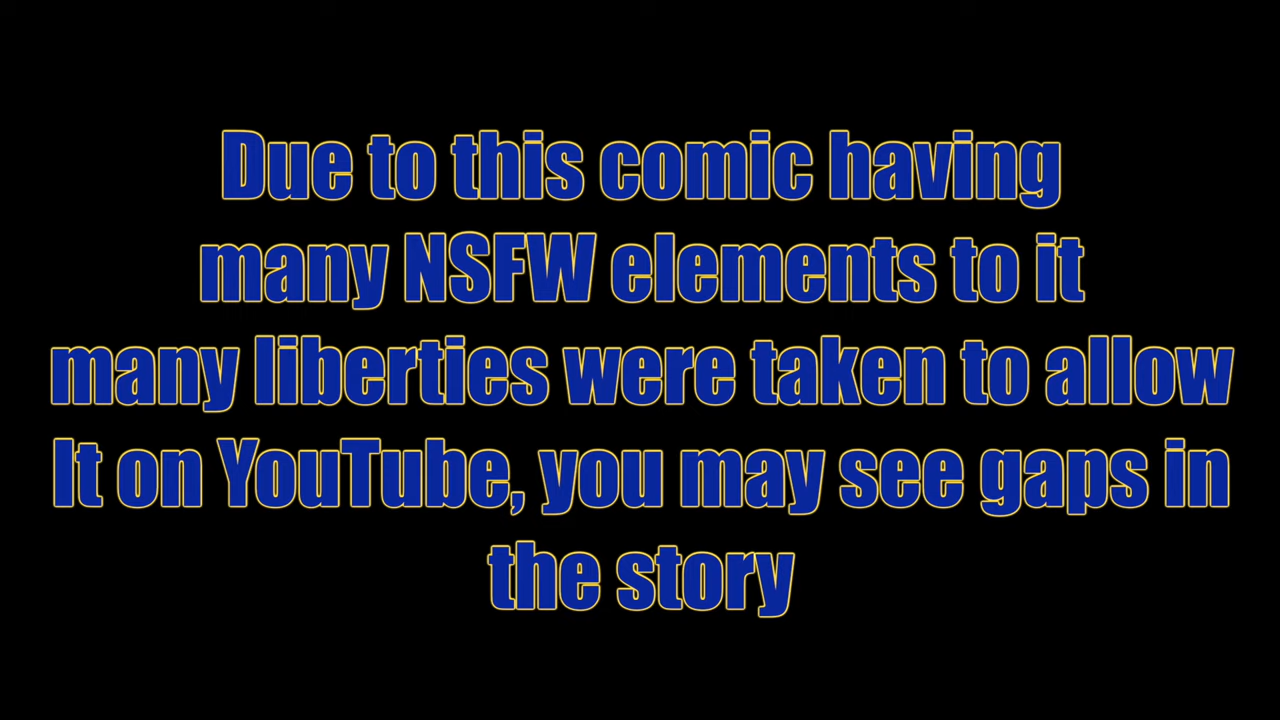 Due to this comic having
many NSFW elements to it
many liberties were taken to allow
It on YouTube, you may see gaps in
the story